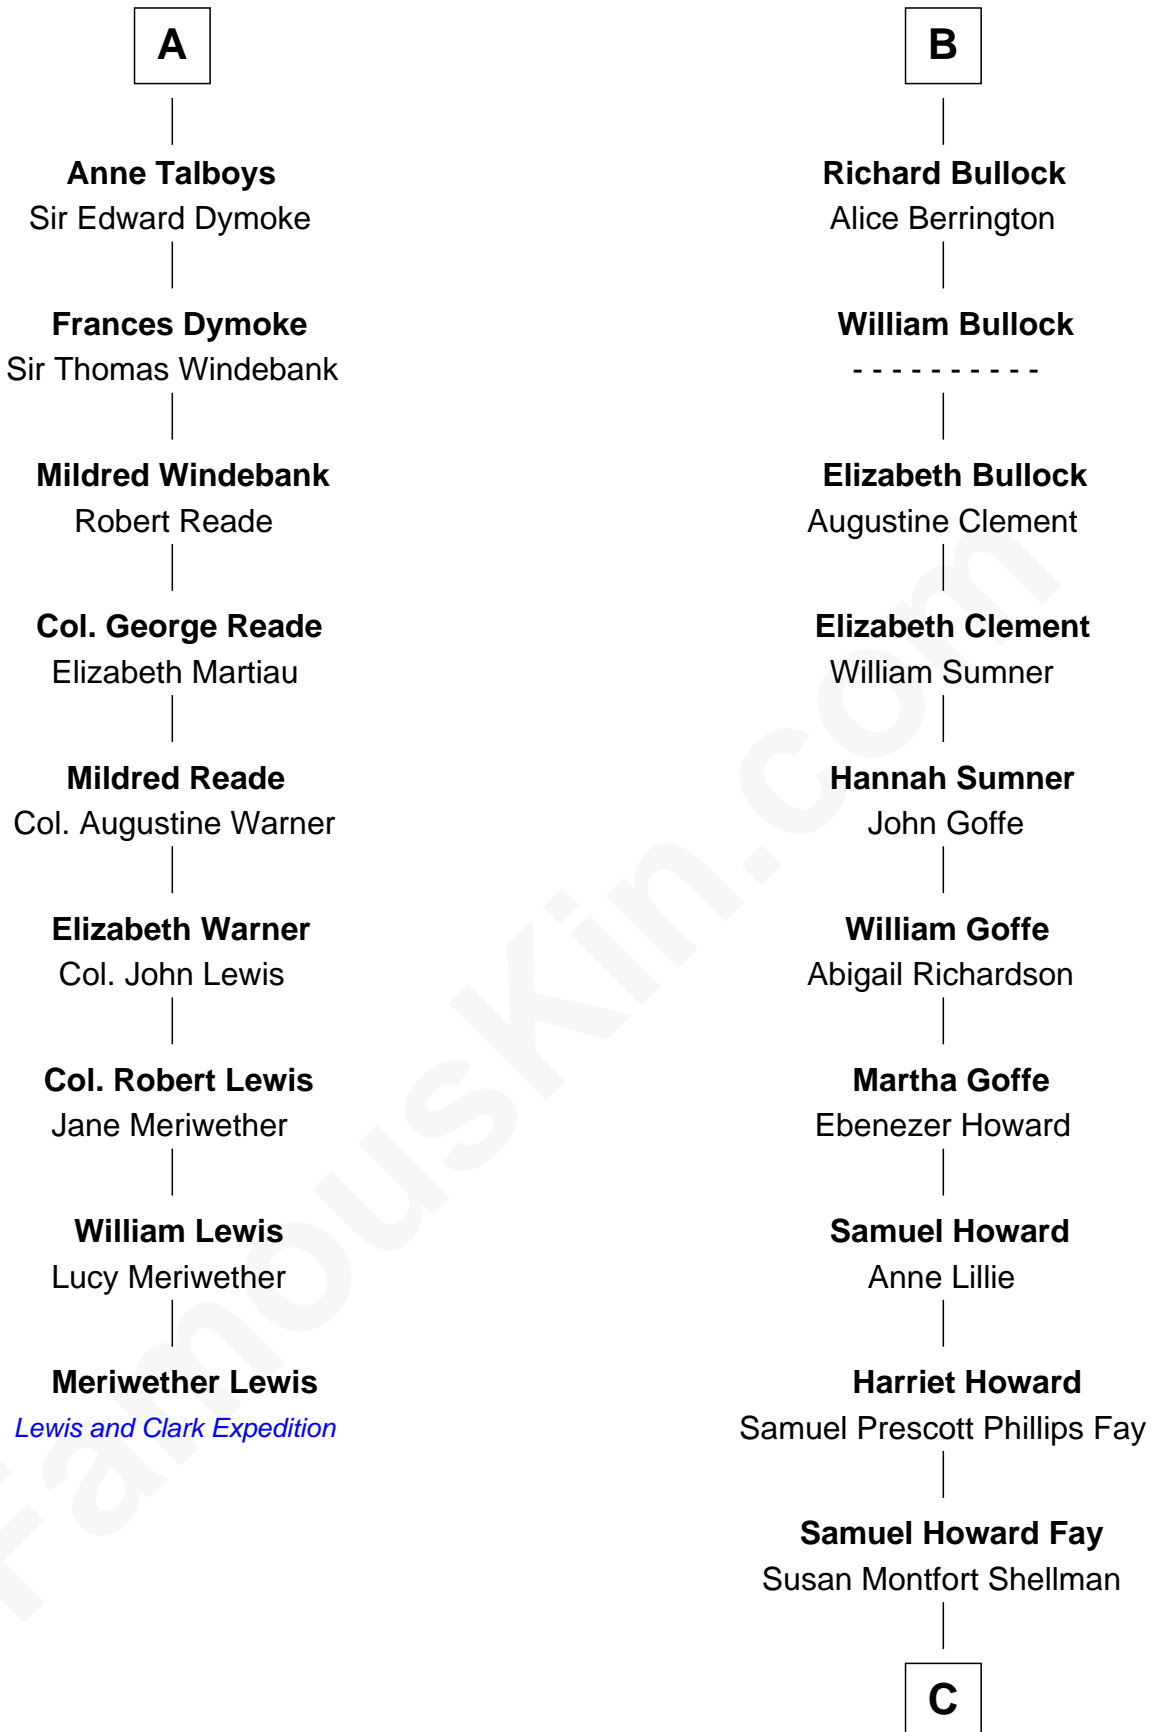 A
Anne Talboys
Sir Edward Dymoke
Frances Dymoke
Sir Thomas Windebank
Mildred Windebank
Robert Reade
Col. George Reade
Elizabeth Martiau
Mildred Reade
Col. Augustine Warner
Elizabeth Warner
Col. John Lewis
Col. Robert Lewis
Jane Meriwether
William Lewis
Lucy Meriwether
Meriwether Lewis
Lewis and Clark Expedition
B
Richard Bullock
Alice Berrington
William Bullock
- - - - - - - - - -
Elizabeth Bullock
Augustine Clement
Elizabeth Clement
William Sumner
Hannah Sumner
John Goffe
William Goffe
Abigail Richardson
Martha Goffe
Ebenezer Howard
Samuel Howard
Anne Lillie
Harriet Howard
Samuel Prescott Phillips Fay
Samuel Howard Fay
Susan Montfort Shellman
C
FamousKin.com